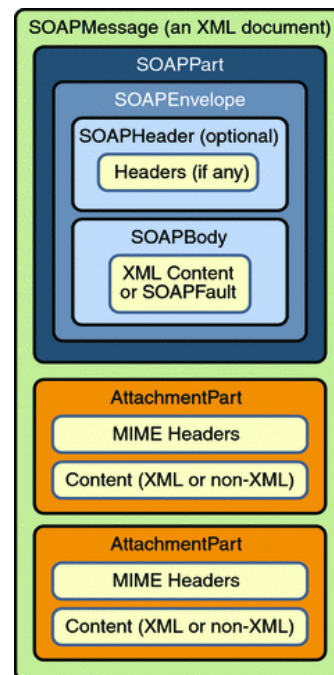 SOAPMessage (an XML document)
SOAPPart
SOAPEnvelope
SOAPHeader (optional)
Headers (if any)
SOAPBody
XML Content
or SOAPFault
AttachmentPart
MIME Headers
Content (XML or non-XML)
AttachmentPart
MIME Headers
Content (XML or non-XML)